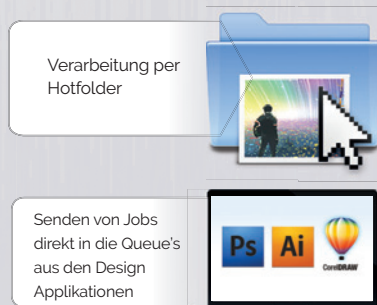 Verarbeitung per
Hotfolder
Senden von Jobs
direkt in die Queue's
aus den Design
Applikationen
Ps
Ai
CorelDRAW